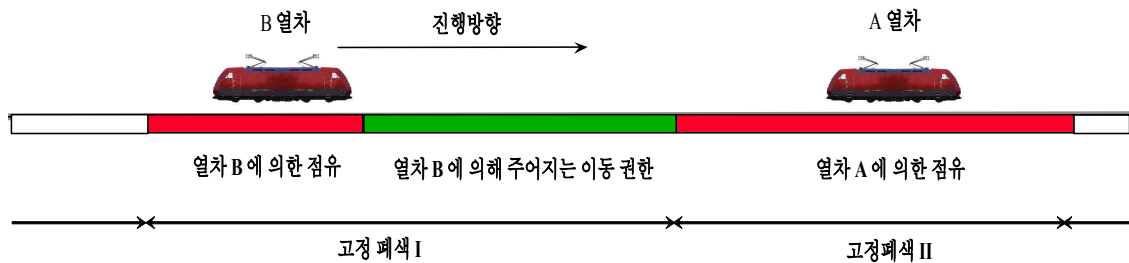 B 열차
진행방향
A 열차
열차 B 에 의한 점유
열차 B 에 의해 주어지는 이동 권한
열차 A 에 의한 점유
고정 폐색 I
고정폐색 II